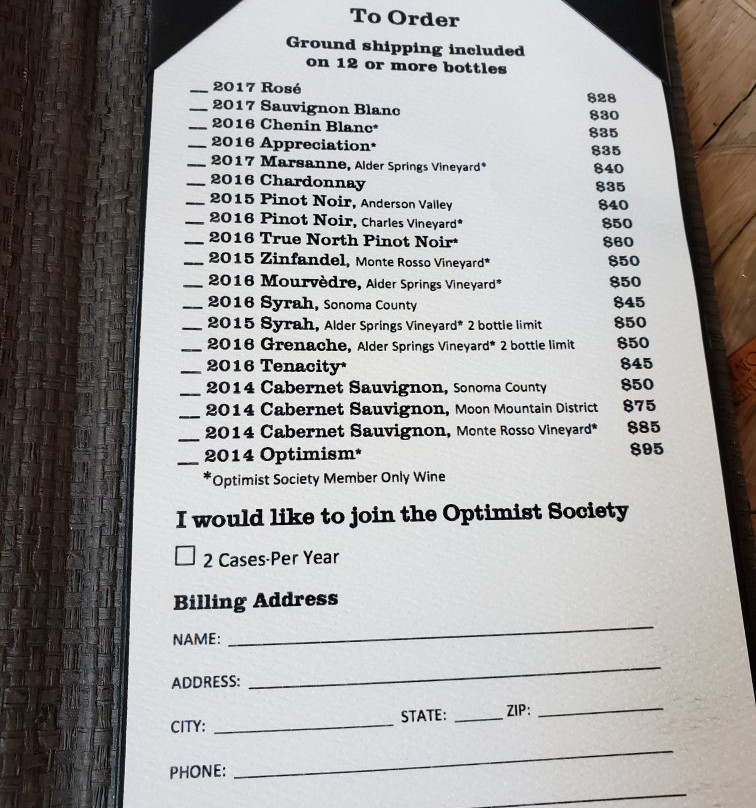 To Order
Ground shipping included
on 12 or more bottles
__ 2017 Rosé $28
__ 2017 Sauvignon Blanc $30
__ 2016 Chenin Blanc* $35
__ 2016 Appreciation* $35
__ 2017 Marsanne, Alder Springs Vineyard* $40
__ 2016 Chardonnay $35
__ 2015 Pinot Noir, Anderson Valley $40
__ 2016 Pinot Noir, Charles Vineyard* $50
__ 2016 True North Pinot Noir* $60
__ 2015 Zinfandel, Monte Rosso Vineyard* $50
__ 2016 Mourvèdre, Alder Springs Vineyard* $50
__ 2016 Syrah, Sonoma County $45
__ 2015 Syrah, Alder Springs Vineyard* 2 bottle limit $50
__ 2016 Grenache, Alder Springs Vineyard* 2 bottle limit $50
__ 2016 Tenacity* $45
__ 2014 Cabernet Sauvignon, Sonoma County $50
__ 2014 Cabernet Sauvignon, Moon Mountain District $75
__ 2014 Cabernet Sauvignon, Monte Rosso Vineyard* $85
__ 2014 Optimism* $95
*Optimist Society Member Only Wine
I would like to join the Optimist Society
☐ 2 Cases-Per Year
Billing Address
NAME: ____________________
ADDRESS: ____________________
CITY: __________ STATE: ____ ZIP: __________
PHONE: ____________________